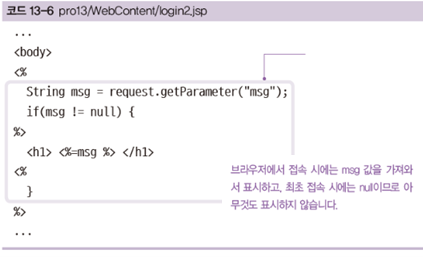 코드 13-6 pro13/WebContent/login2.jsp
...
<body>
<%
String msg = request.getParameter("msg");
if(msg != null) {
%>
<h1> <%=msg %> </h1>
<%
}
%>
...
브라우저에서 접속 시에는 msg 값을 가져와
서 표시하고, 최초 접속 시에는 null이므로 아
무것도 표시하지 않습니다.